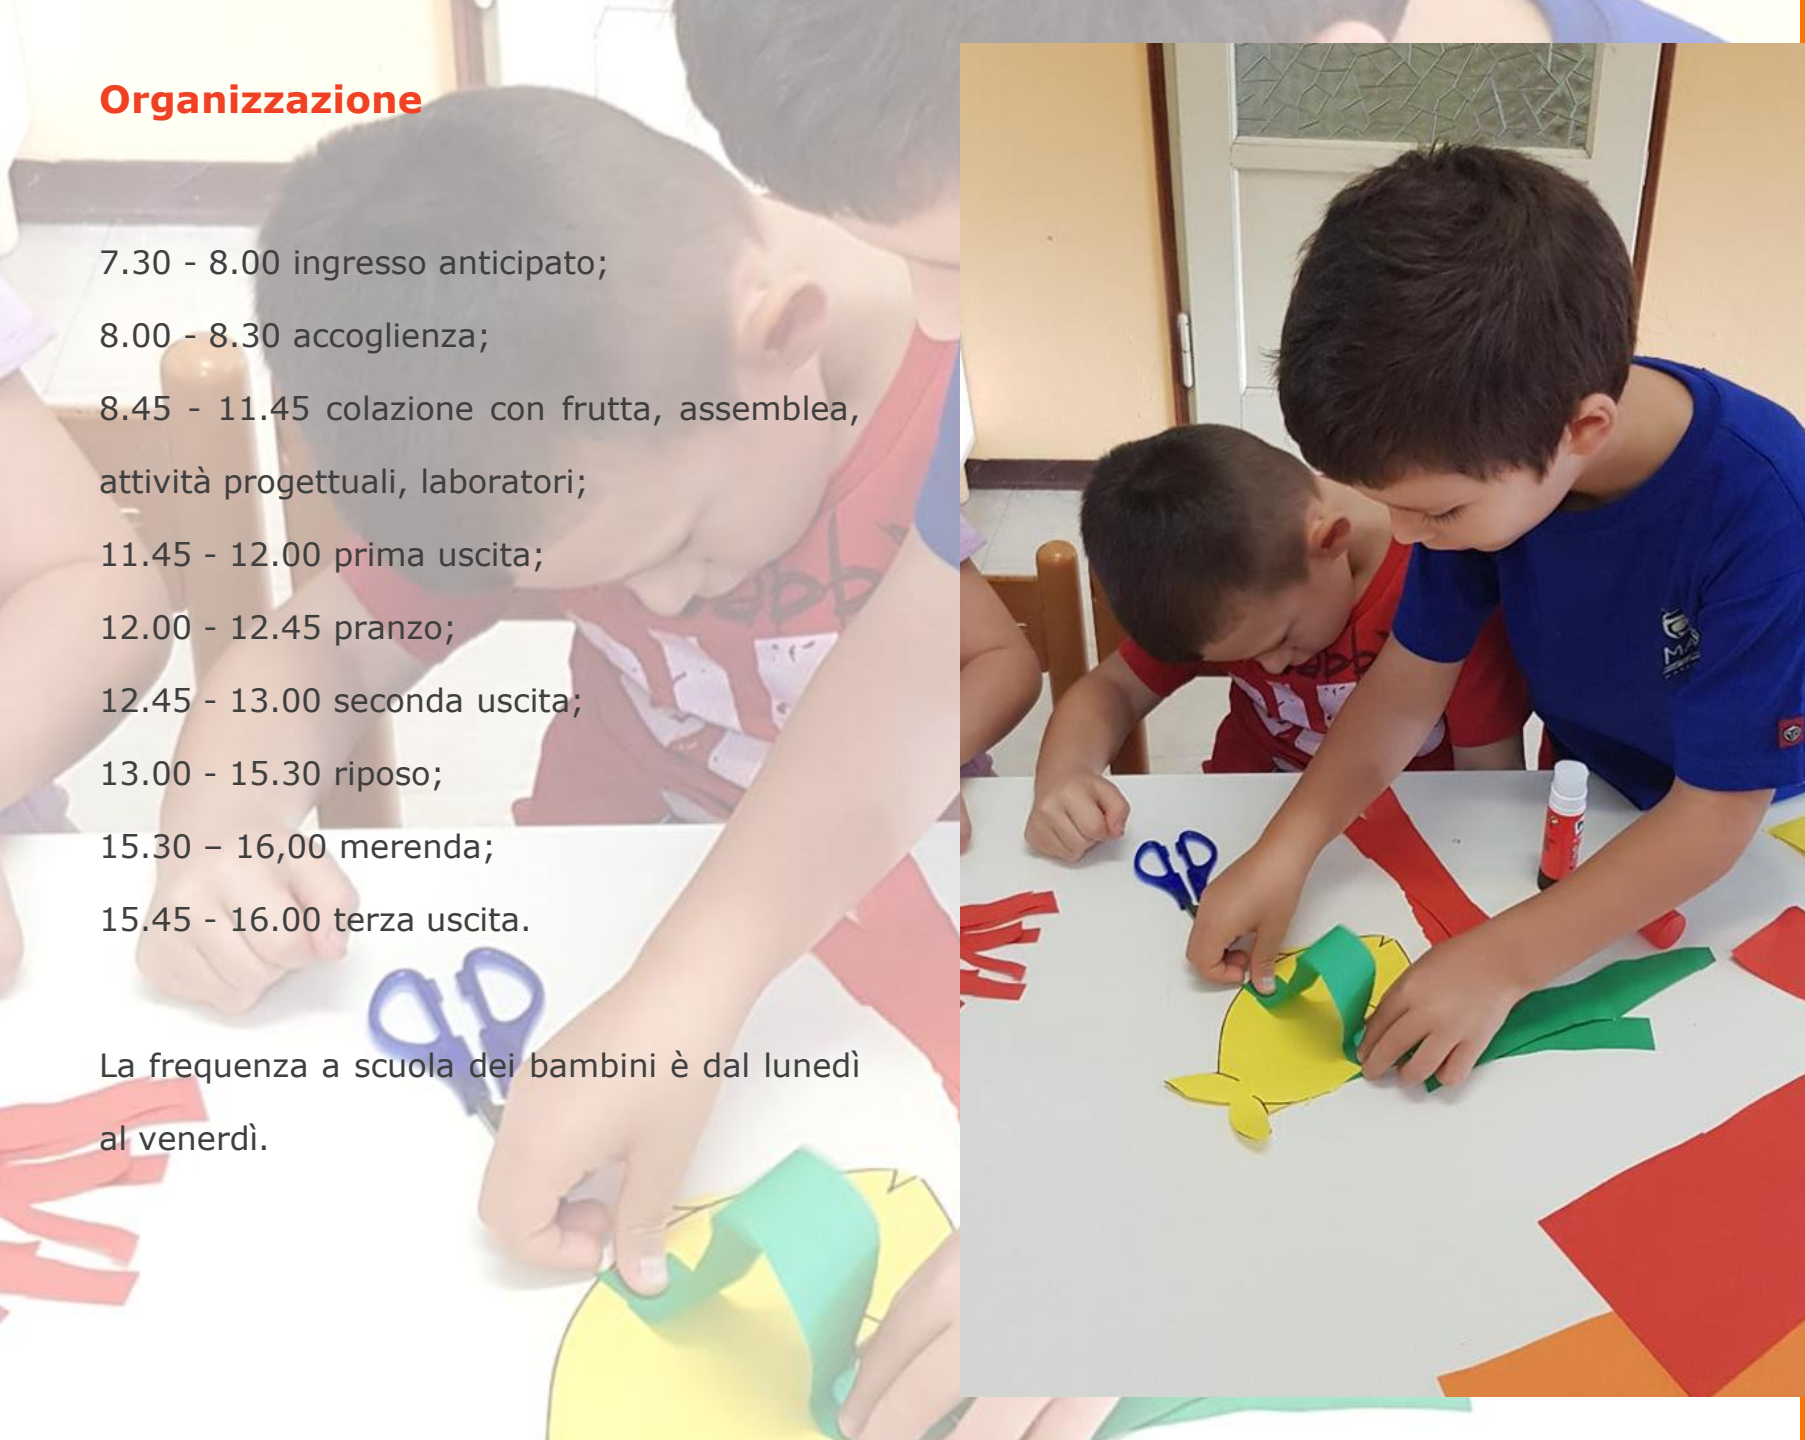 Organizzazione
7.30 - 8.00 ingresso anticipato;
8.00 - 8.30 accoglienza;
8.45 - 11.45 colazione con frutta, assemblea,
attività progettuali, laboratori;
11.45 - 12.00 prima uscita;
12.00 - 12.45 pranzo;
12.45 - 13.00 seconda uscita;
13.00 - 15.30 riposo;
15.30 – 16,00 merenda;
15.45 - 16.00 terza uscita.
La frequenza a scuola dei bambini è dal lunedì
al venerdì.